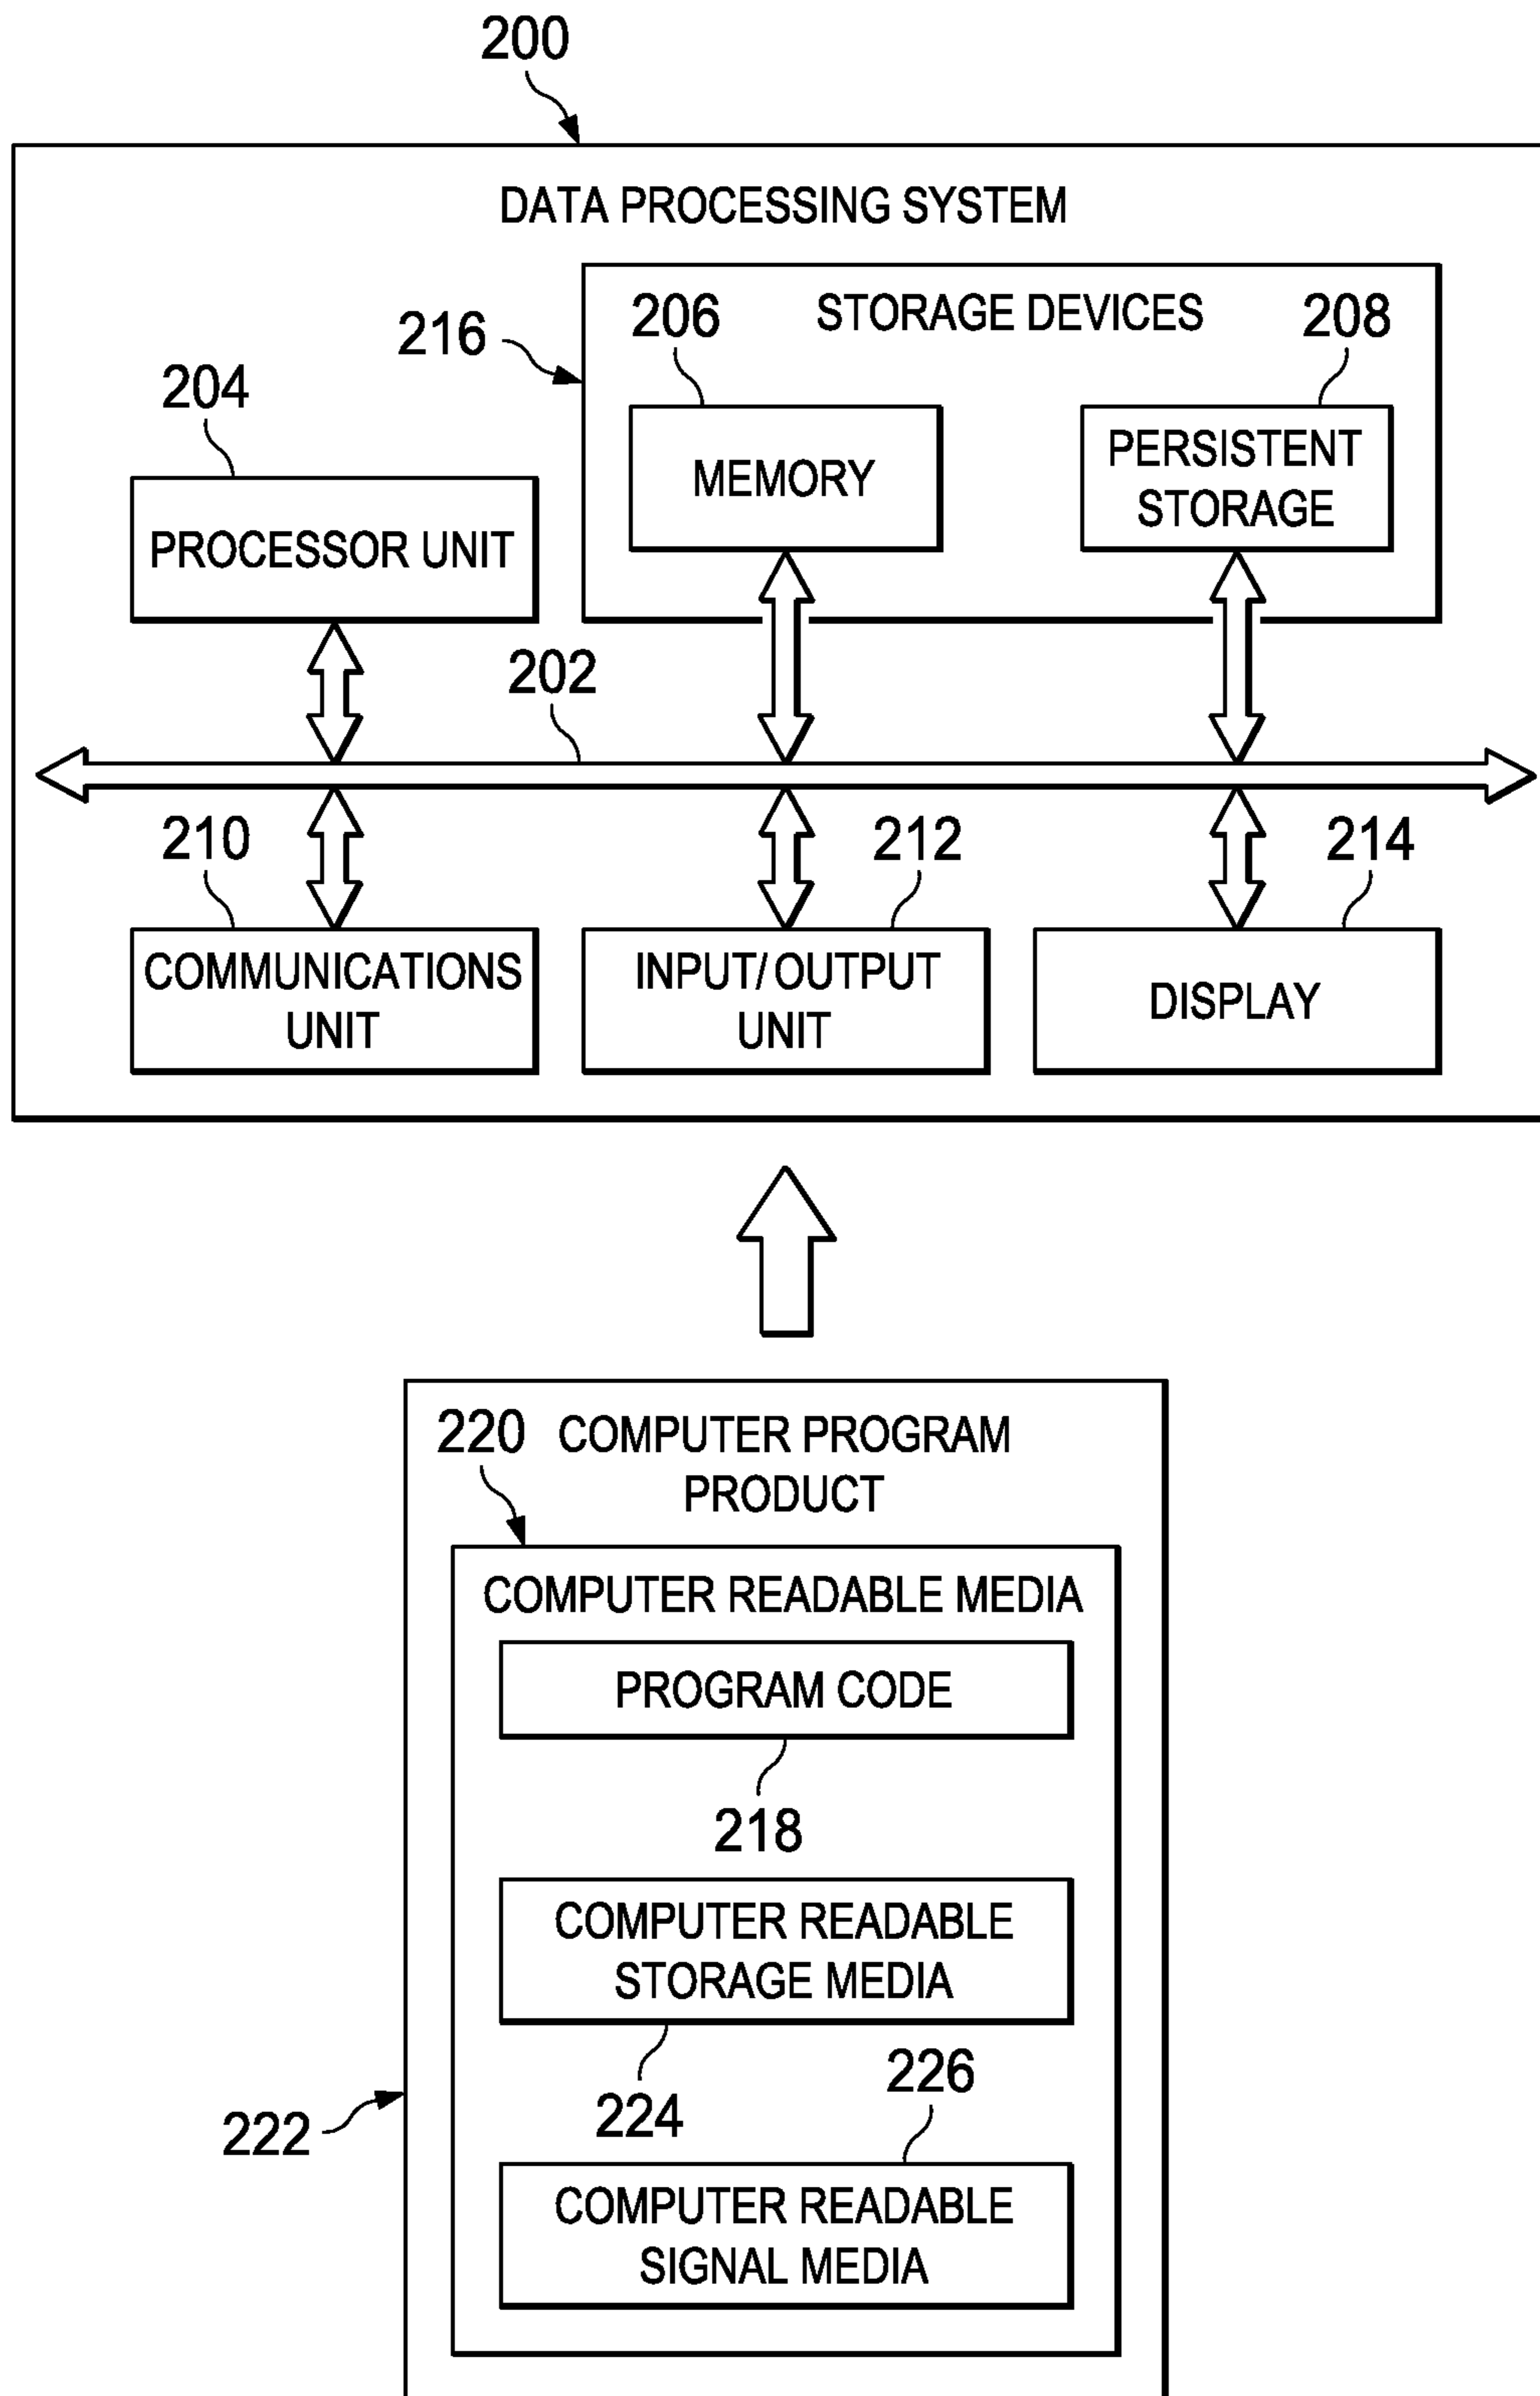 200
DATA PROCESSING SYSTEM
216
206
STORAGE DEVICES
208
204
MEMORY
PERSISTENT
STORAGE
PROCESSOR UNIT
202
210
212
214
COMMUNICATIONS
UNIT
INPUT/OUTPUT
UNIT
DISPLAY
220
COMPUTER PROGRAM
PRODUCT
COMPUTER READABLE MEDIA
PROGRAM CODE
218
COMPUTER READABLE
STORAGE MEDIA
224
226
222
COMPUTER READABLE
SIGNAL MEDIA